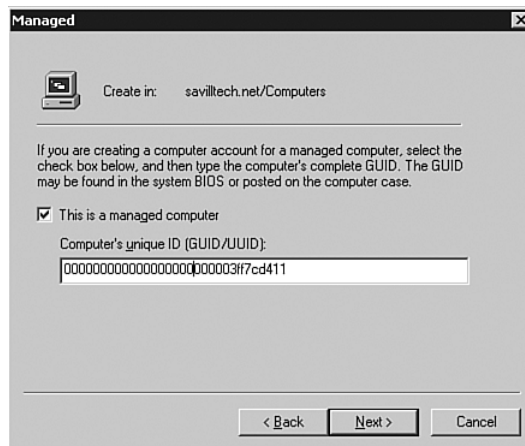 Managed
Create in: savilltech.net/Computers
If you are creating a computer account for a managed computer, select the
check box below, and then type the computer's complete GUID. The GUID
may be found in the system BIOS or posted on the computer case.
This is a managed computer
Computer's unique ID (GUID/UUID):
000000000000000000000003ff7cd411
< Back
Next >
Cancel